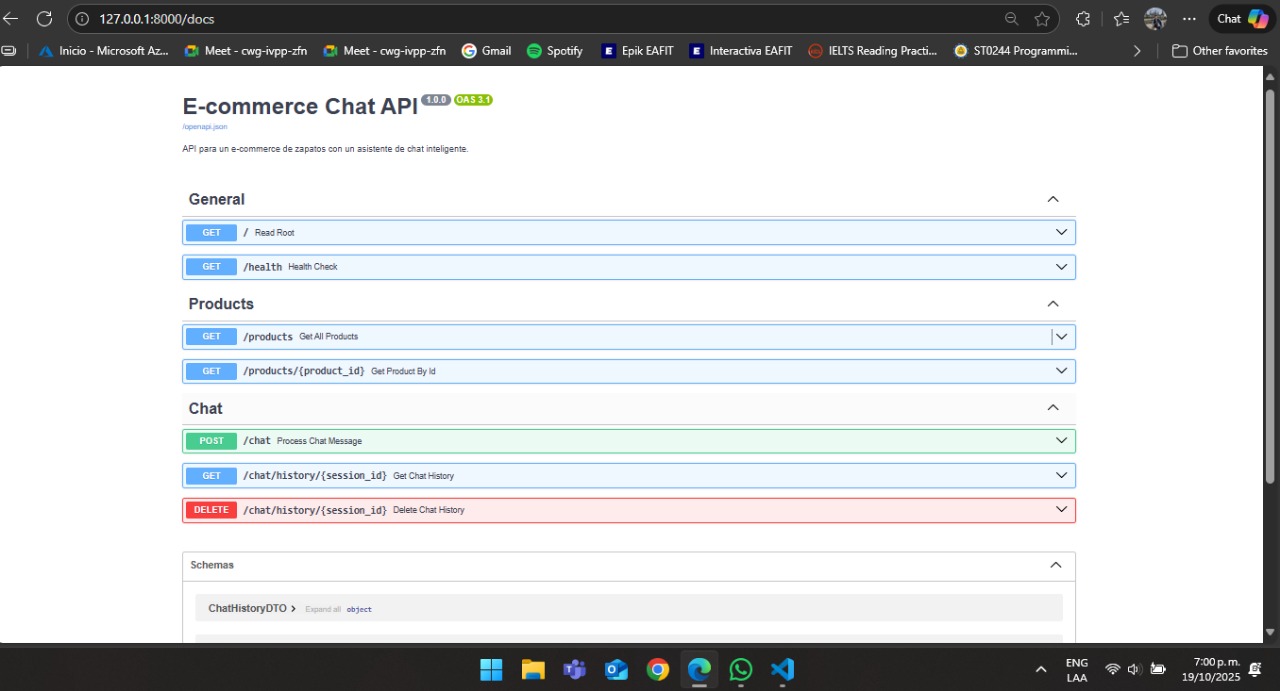 127.0.0.1:8000/docs
Chat
Inicio - Microsoft Az...
Meet - cwg-ivpp-zfn
Meet - cwg-ivpp-zfn
Gmail
Spotify
Epik EAFIT
Interactiva EAFIT
IELTS Reading Practi...
ST0244 Programmi...
Other favorites
E-commerce Chat API 1.0.0 OAS 3.1
/openapi.json
API para un e-commerce de zapatos con un asistente de chat inteligente.
General
GET / Read Root
GET /health Health Check
Products
GET /products Get All Products
GET /products/{product_id} Get Product By Id
Chat
POST /chat Process Chat Message
GET /chat/history/{session_id} Get Chat History
DELETE /chat/history/{session_id} Delete Chat History
Schemas
ChatHistoryDTO Expand all object
ENG
LAA
7:00 p. m.
19/10/2025